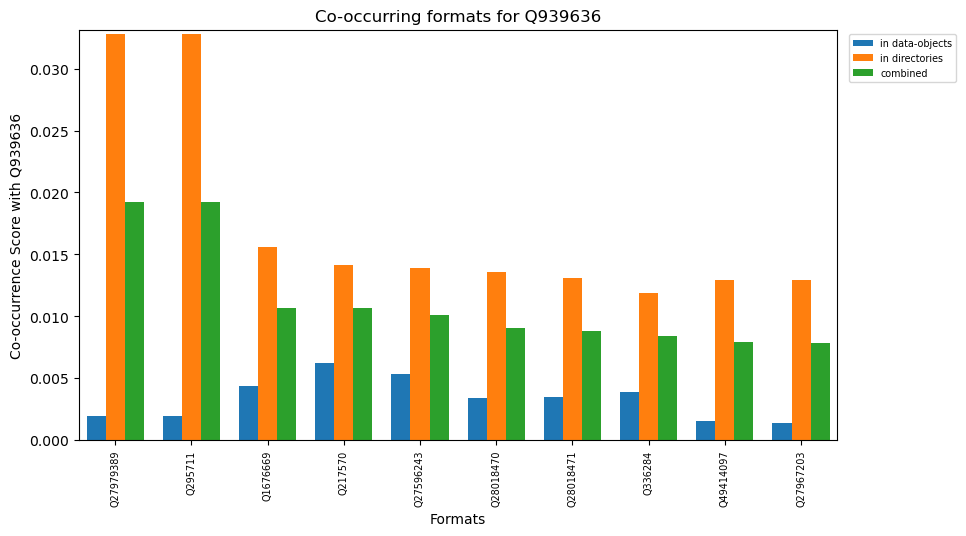 Co-occurring formats for Q939636
in data-objects
in directories
combined
Co-occurrence Score with Q939636
0.030
0.025
0.020
0.015
0.010
0.005
0.000
Q27979389
Q295711
Q1676669
Q217570
Q27596243
Q28018470
Q28018471
Q336284
Q49414097
Q27967203
Formats